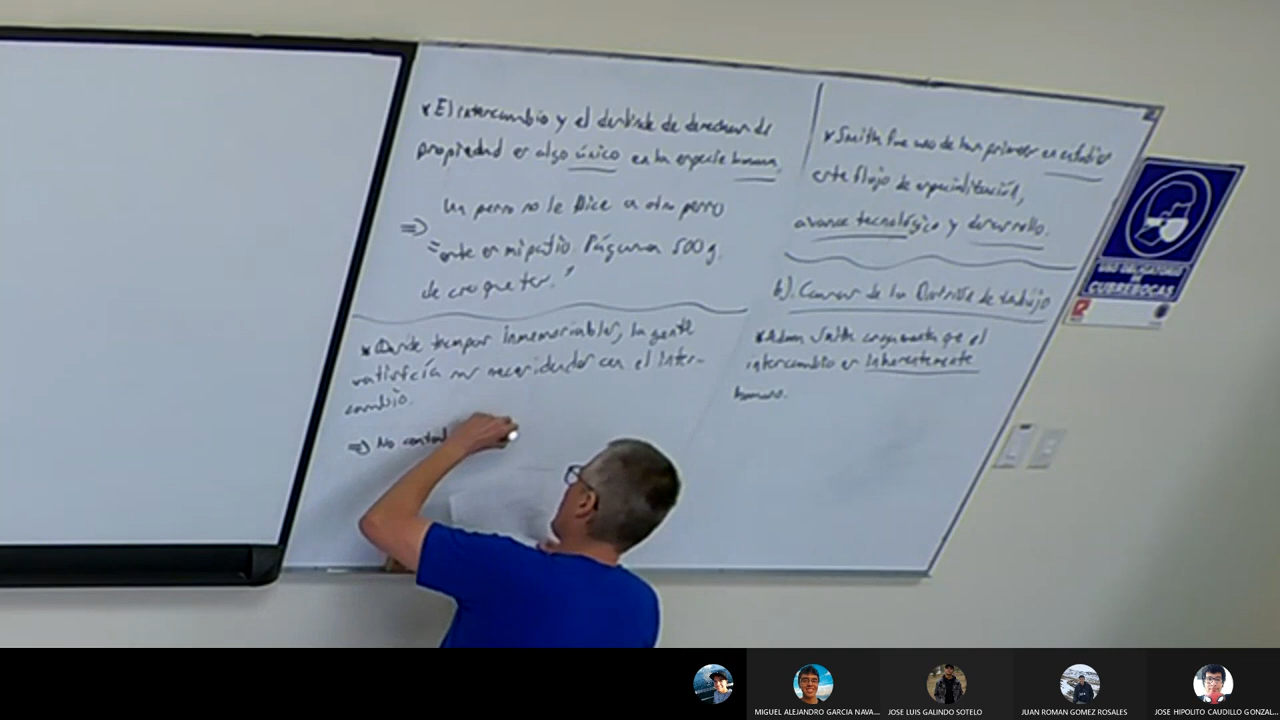 * El intercambio y el deslinde de derechos de
propiedad es algo único en la especie humana.
⇒ Un perro no le dice a otro perro
"este es mi patio. Págame 500 g.
de croquetas."
* Desde tiempos inmemoriables, la gente
satisfacía sus necesidades con el inter-
cambio.
⇒ No
* Smith fue uno de los primeros en estudiar
este flujo de especialización,
avance tecnológico y desarrollo.
b). Causas de la División de trabajo
* Adam Smith argumenta que el
intercambio es inherentemente
humano.
USO OBLIGATORIO
DE
CUBREBOCAS
MIGUEL ALEJANDRO GARCIA NAVA...
JOSE LUIS GALINDO SOTELO
JUAN ROMAN GOMEZ ROSALES
JOSE HIPOLITO CAUDILLO GONZAL...